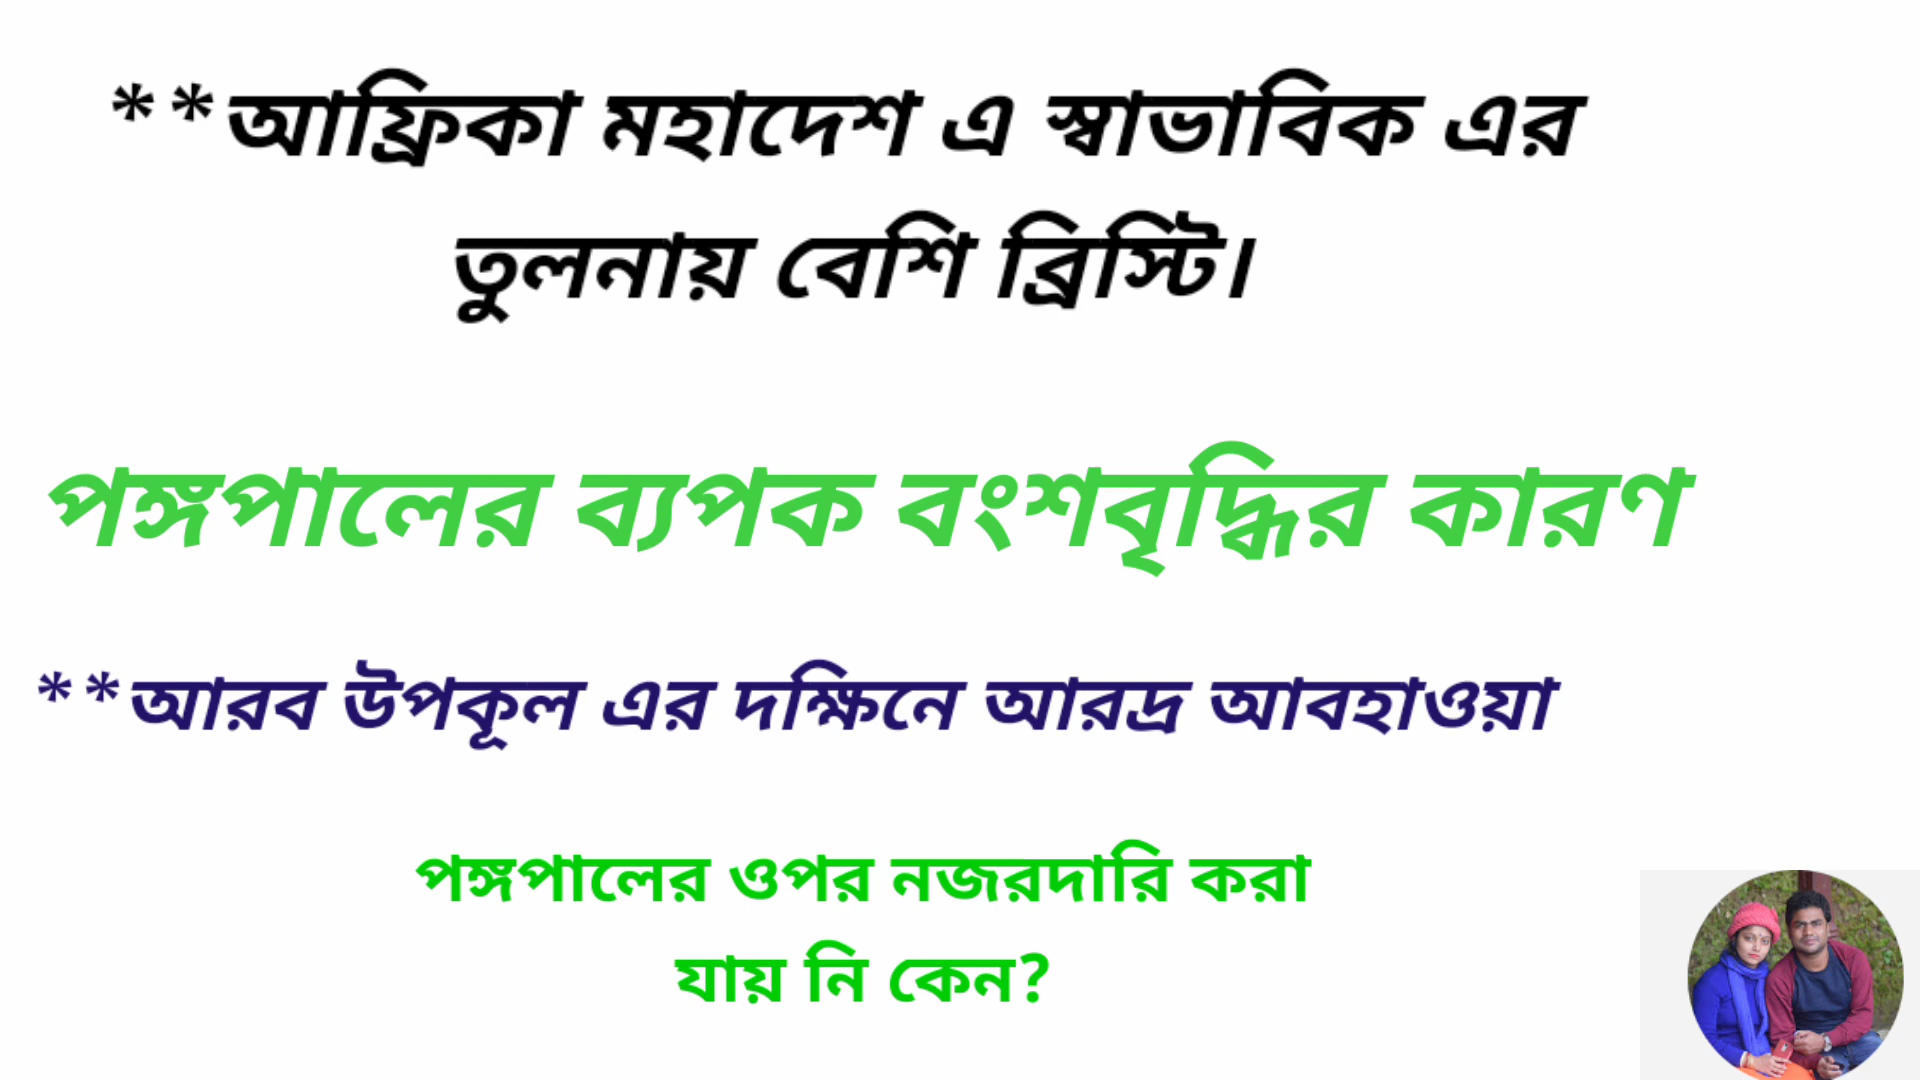 **আফ্রিকা মহাদেশ এ স্বাভাবিক এর
তুলনায় বেশি ব্রিস্টি।
পঙ্গপালের ব্যপক বংশবৃদ্ধির কারণ
**আরব উপকূল এর দক্ষিনে আরদ্র আবহাওয়া
পঙ্গপালের ওপর নজরদারি করা
যায় নি কেন?